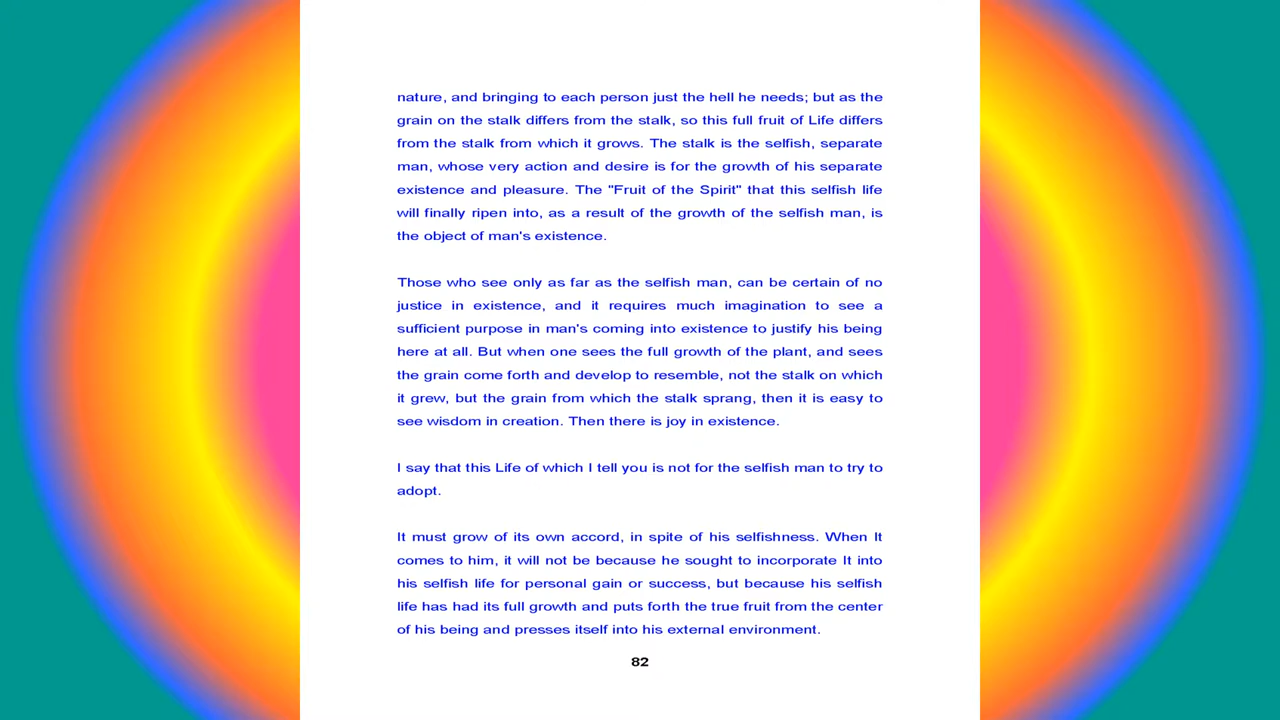 nature, and bringing to each person just the hell he needs; but as the
grain on the stalk differs from the stalk, so this full fruit of Life differs
from the stalk from which it grows. The stalk is the selfish, separate
man, whose very action and desire is for the growth of his separate
existence and pleasure. The "Fruit of the Spirit" that this selfish life
will finally ripen into, as a result of the growth of the selfish man, is
the object of man's existence.
Those who see only as far as the selfish man, can be certain of no
justice in existence, and it requires much imagination to see a
sufficient purpose in man's coming into existence to justify his being
here at all. But when one sees the full growth of the plant, and sees
the grain come forth and develop to resemble, not the stalk on which
it grew, but the grain from which the stalk sprang, then it is easy to
see wisdom in creation. Then there is joy in existence.
I say that this Life of which I tell you is not for the selfish man to try to
adopt.
It must grow of its own accord, in spite of his selfishness. When It
comes to him, it will not be because he sought to incorporate It into
his selfish life for personal gain or success, but because his selfish
life has had its full growth and puts forth the true fruit from the center
of his being and presses itself into his external environment.
82